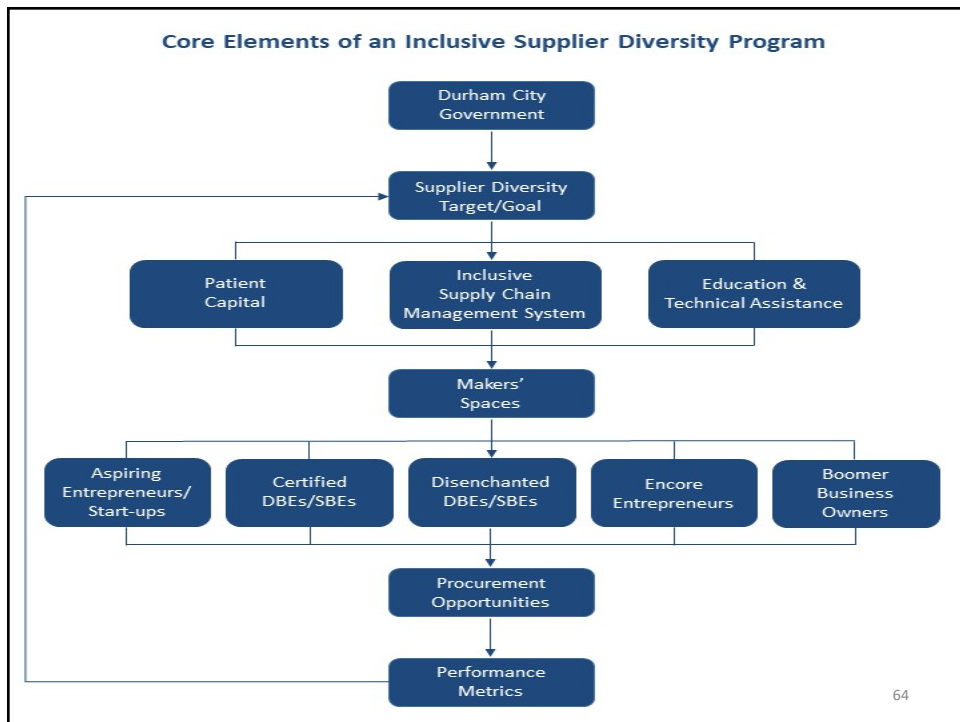 Core Elements of an Inclusive Supplier Diversity Program
Durham City
Government
Supplier Diversity
Target/Goal
Patient
Capital
Inclusive
Supply Chain
Management System
Education &
Technical Assistance
Makers’
Spaces
Aspiring
Entrepreneurs/
Start-ups
Certified
DBEs/SBEs
Disenchanted
DBEs/SBEs
Encore
Entrepreneurs
Boomer
Business
Owners
Procurement
Opportunities
Performance
Metrics
64